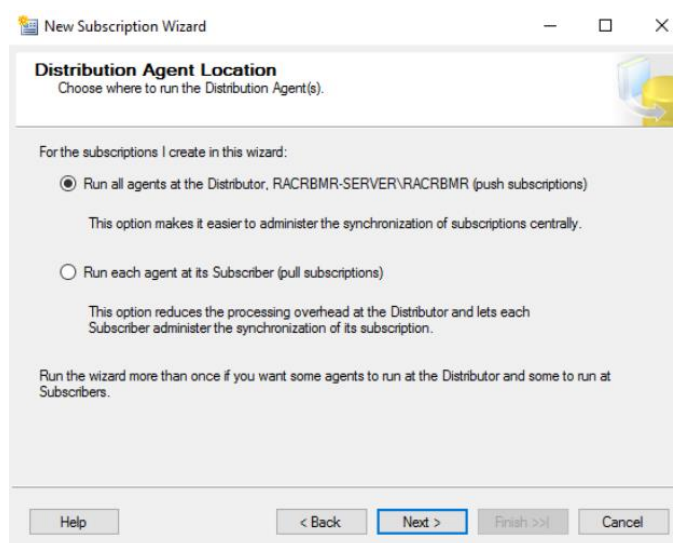 New Subscription Wizard
Distribution Agent Location
Choose where to run the Distribution Agent(s).
For the subscriptions I create in this wizard:
Run all agents at the Distributor, RACRBMR-SERVER\RACRBMR (push subscriptions)
This option makes it easier to administer the synchronization of subscriptions centrally.
Run each agent at its Subscriber (pull subscriptions)
This option reduces the processing overhead at the Distributor and lets each
Subscriber administer the synchronization of its subscription.
Run the wizard more than once if you want some agents to run at the Distributor and some to run at
Subscribers.
Help
< Back
Next >
Finish >>|
Cancel